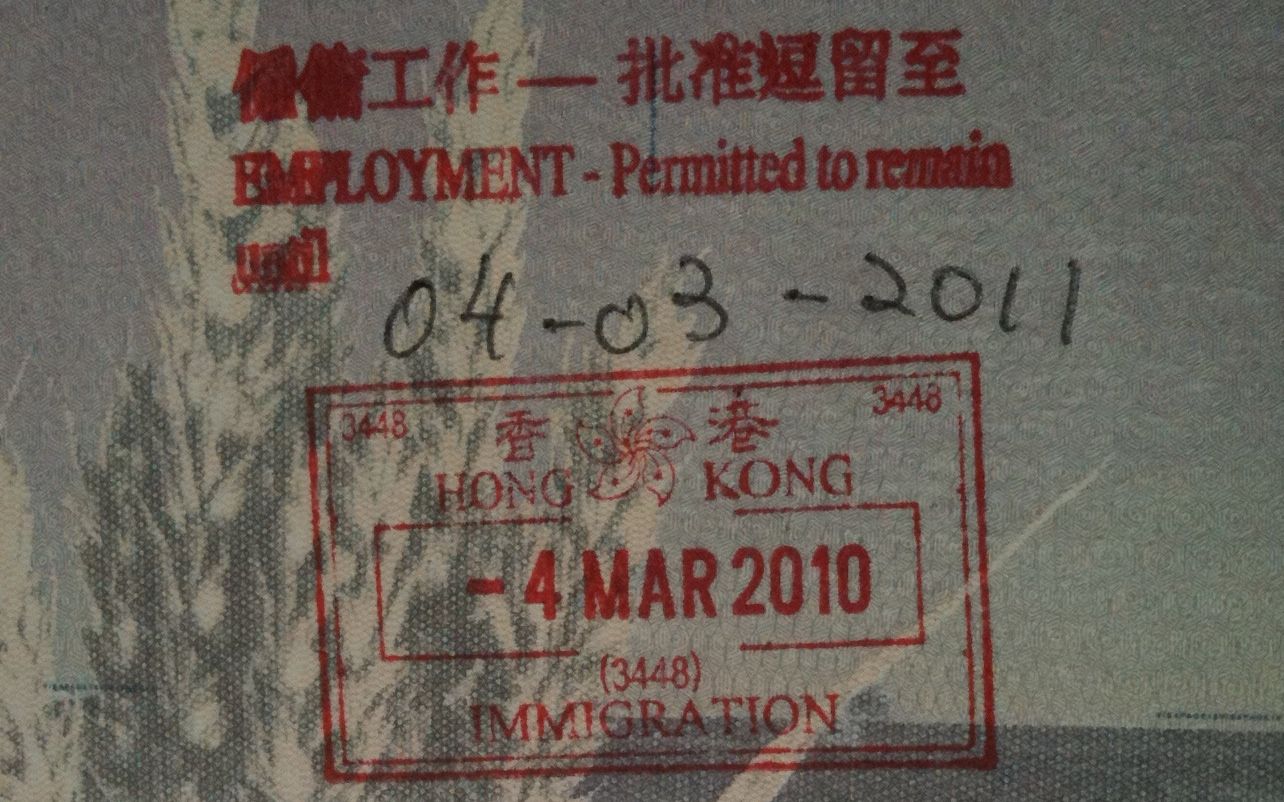 僱傭工作 — 批准逗留至
EMPLOYMENT - Permitted to remain
until
04-03-2011
3448 香 港 3448
HONG KONG
- 4 MAR 2010
(3448)
IMMIGRATION